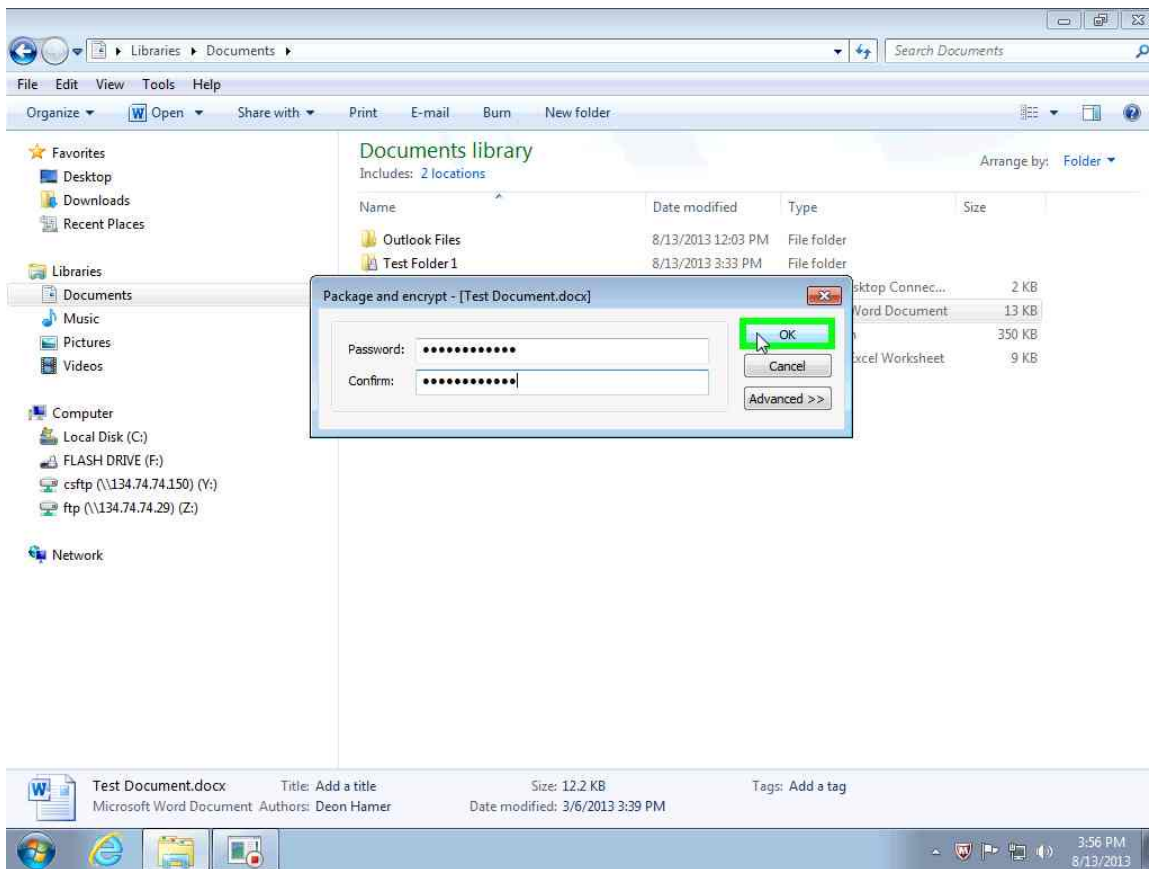 Libraries ▸ Documents ▸
Search Documents
File Edit View Tools Help
Organize Open Share with Print E-mail Burn New folder
Favorites
Desktop
Downloads
Recent Places
Libraries
Documents
Music
Pictures
Videos
Computer
Local Disk (C:)
FLASH DRIVE (F:)
csftp (\\134.74.74.150) (Y:)
ftp (\\134.74.74.29) (Z:)
Network
Documents library
Includes: 2 locations
Arrange by: Folder
Name Date modified Type Size
Outlook Files 8/13/2013 12:03 PM File folder
Test Folder 1 8/13/2013 3:33 PM File folder
sktop Connec... 2 KB
Word Document 13 KB
350 KB
Excel Worksheet 9 KB
Package and encrypt - [Test Document.docx]
Password: ••••••••••••
Confirm: ••••••••••••
OK
Cancel
Advanced >>
Test Document.docx Title: Add a title Size: 12.2 KB Tags: Add a tag
Microsoft Word Document Authors: Deon Hamer Date modified: 3/6/2013 3:39 PM
3:56 PM
8/13/2013